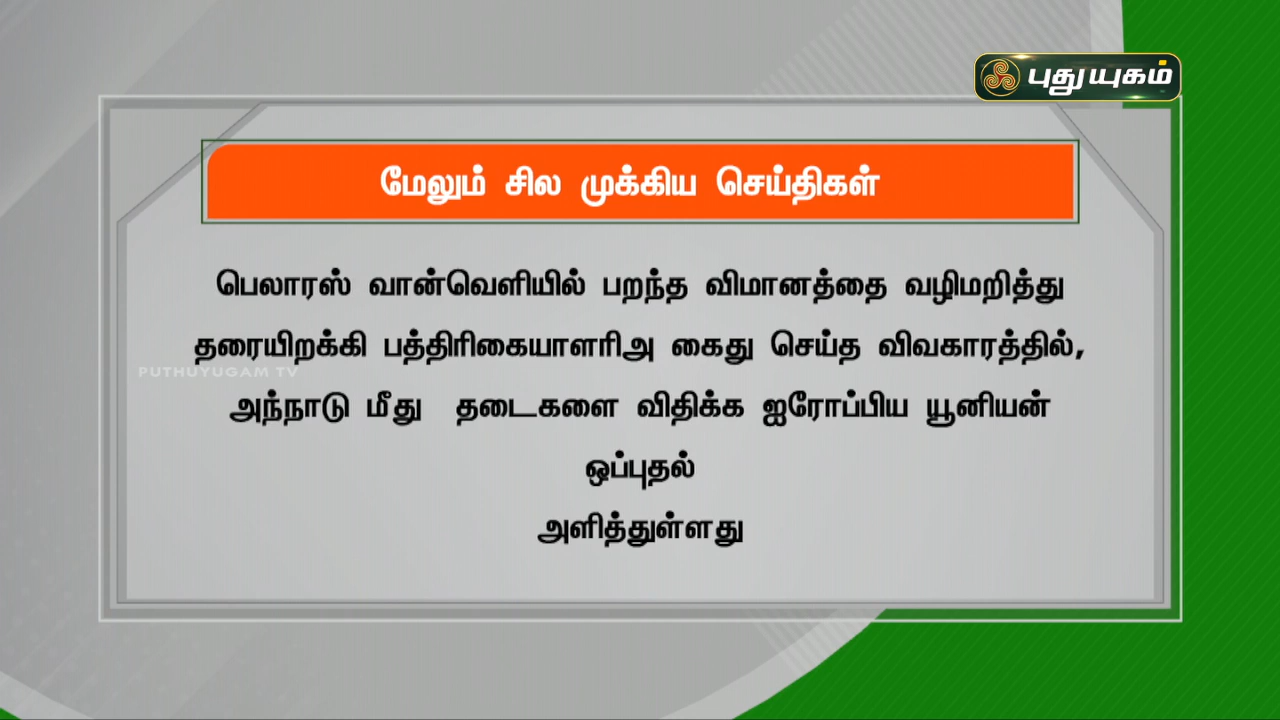 புதுயுகம்
மேலும் சில முக்கிய செய்திகள்
பெலாரஸ் வான்வெளியில் பறந்த விமானத்தை வழிமறித்து
தரையிறக்கி பத்திரிகையாளரிஅ கைது செய்த விவகாரத்தில்,
PUTHUYUGAM TV
அந்நாடு மீது தடைகளை விதிக்க ஐரோப்பிய யூனியன்
ஒப்புதல்
அளித்துள்ளது